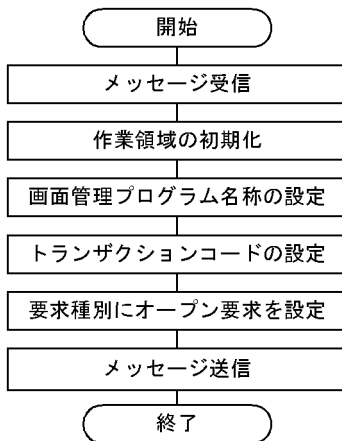 開始
メッセージ受信
作業領域の初期化
画面管理プログラム名称の設定
トランザクションコードの設定
要求種別にオープン要求を設定
メッセージ送信
終了